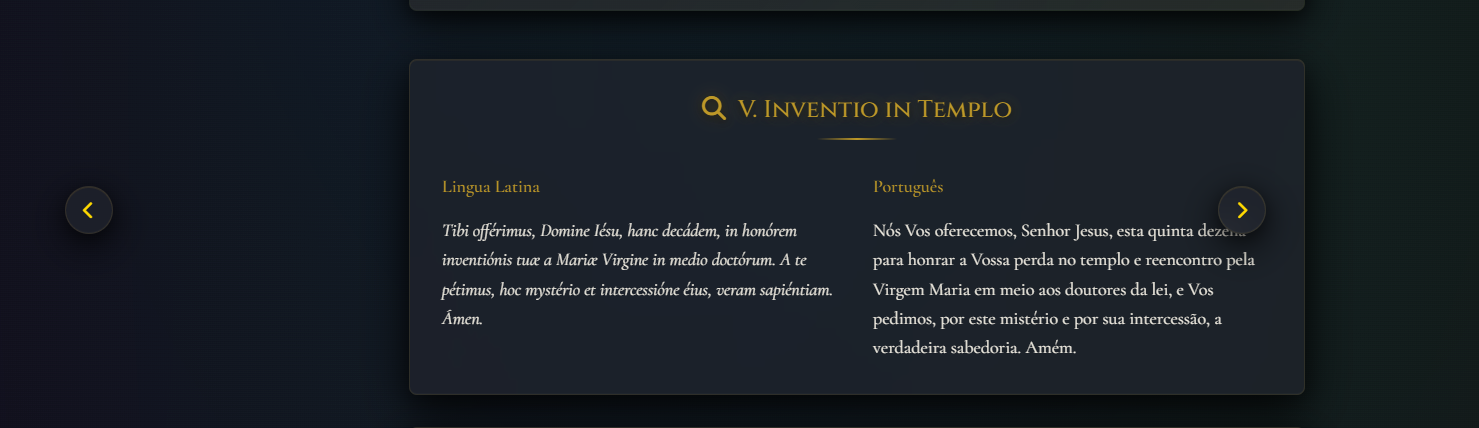 V. Inventio in Templo
Lingua Latina
Tibi offérimus, Domine Iésu, hanc decádem, in honórem
inventiónis tuæ a Mariæ Virgine in medio doctórum. A te
pétimus, hoc mystério et intercessióne éius, veram sapiéntiam.
Ámen.
Português
Nós Vos oferecemos, Senhor Jesus, esta quinta dezena
para honrar a Vossa perda no templo e reencontro pela
Virgem Maria em meio aos doutores da lei, e Vos
pedimos, por este mistério e por sua intercessão, a
verdadeira sabedoria. Amém.